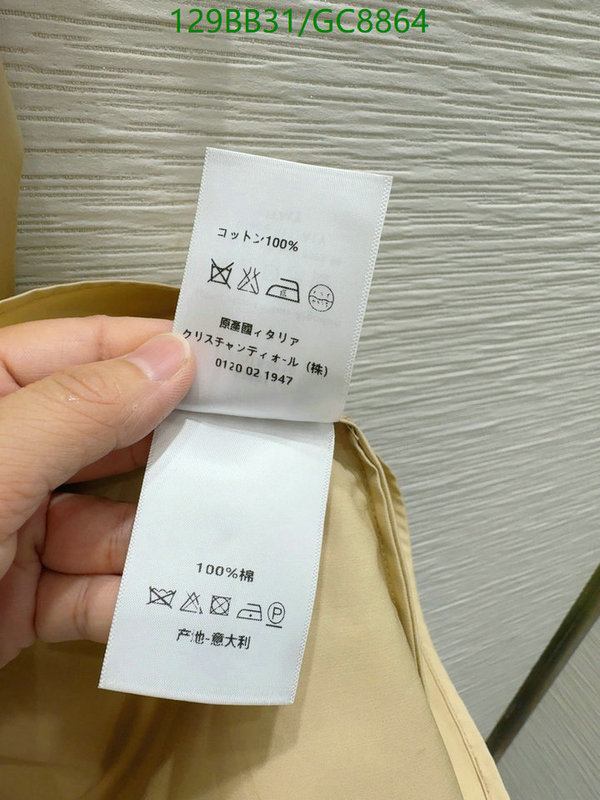 129BB31/GC8864
コットン100%
原產國イタリア
クリスチャンディオール (株)
0120 02 1947
100%棉
P
产地-意大利